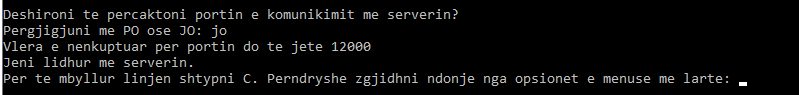 Deshironi te percaktoni portin e komunikimit me serverin?
Pergjigjuni me PO ose JO: jo
Vlera e nenkuptuar per portin do te jete 12000
Jeni lidhur me serverin.
Per te mbyllur linjen shtypni C. Perndryshe zgjidhni ndonje nga opsionet e menuse me larte: